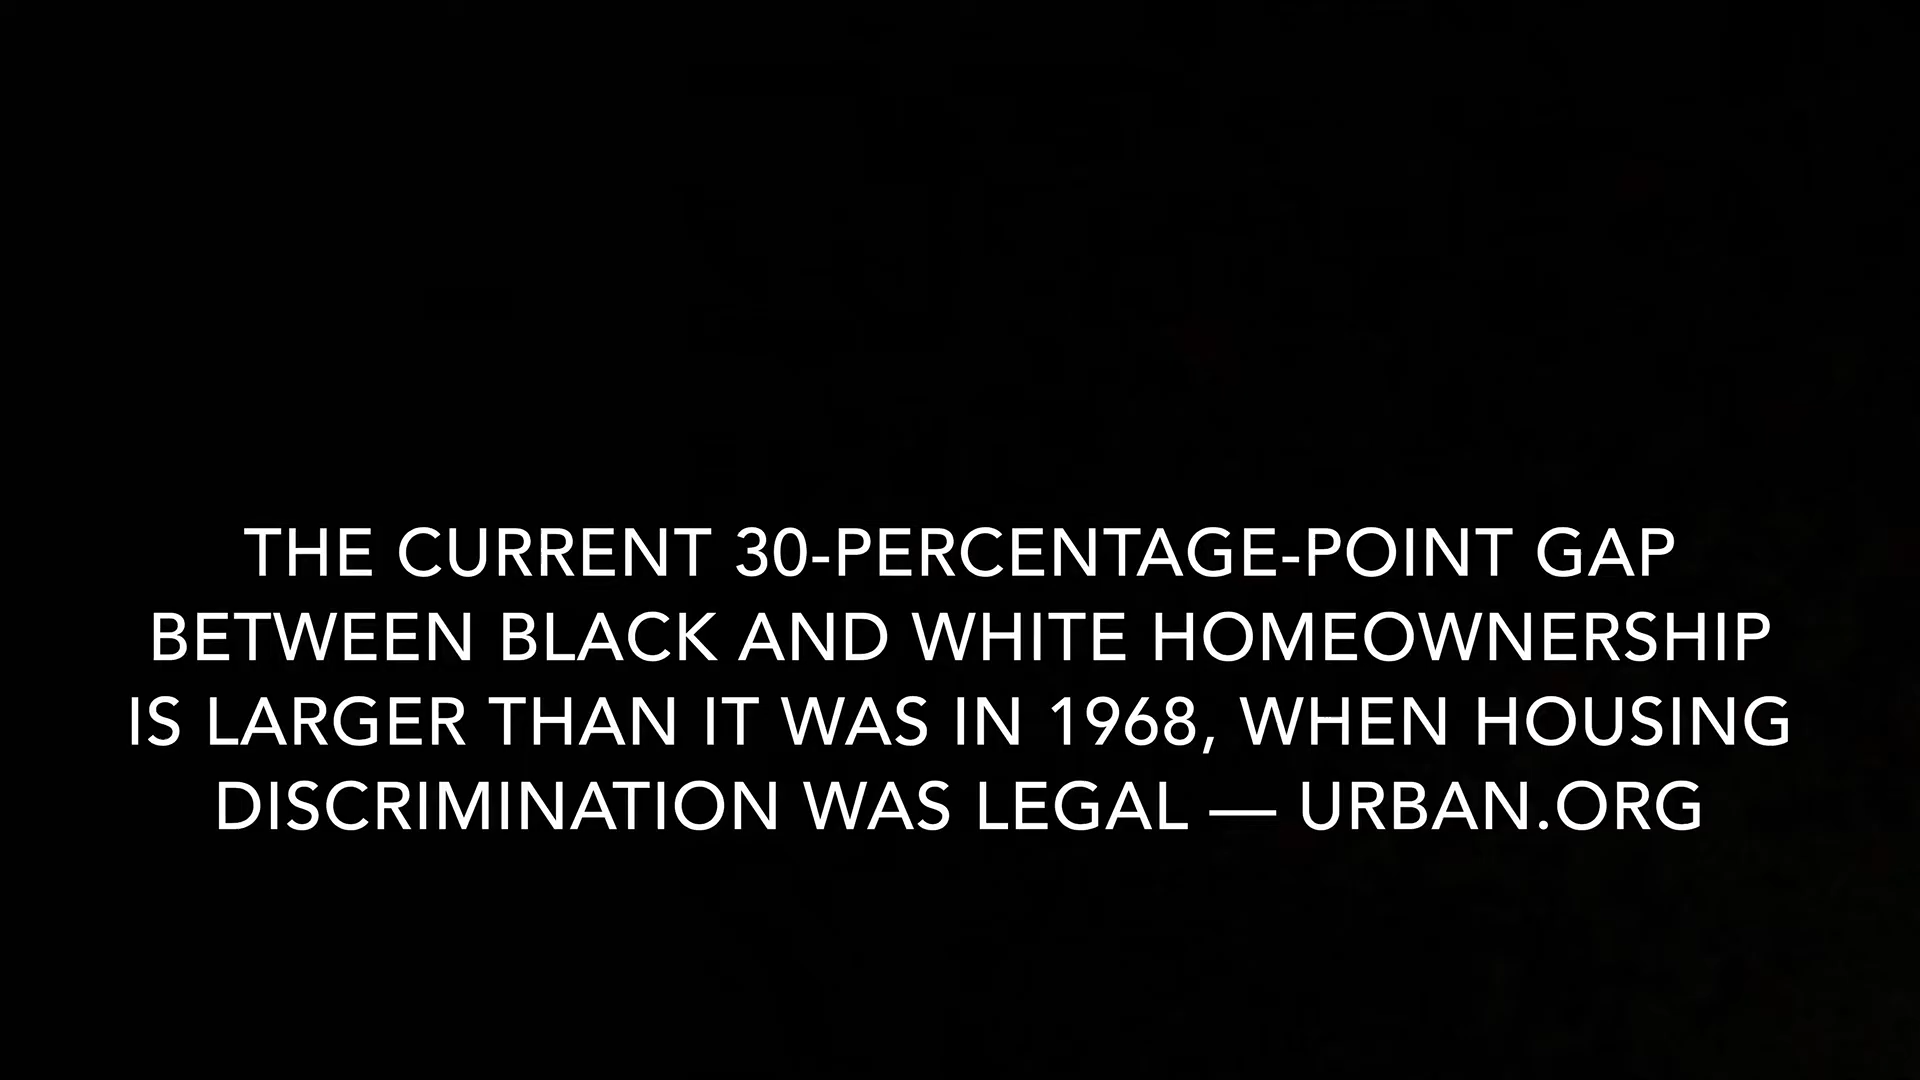 THE CURRENT 30-PERCENTAGE-POINT GAP
BETWEEN BLACK AND WHITE HOMEOWNERSHIP
IS LARGER THAN IT WAS IN 1968, WHEN HOUSING
DISCRIMINATION WAS LEGAL — URBAN.ORG